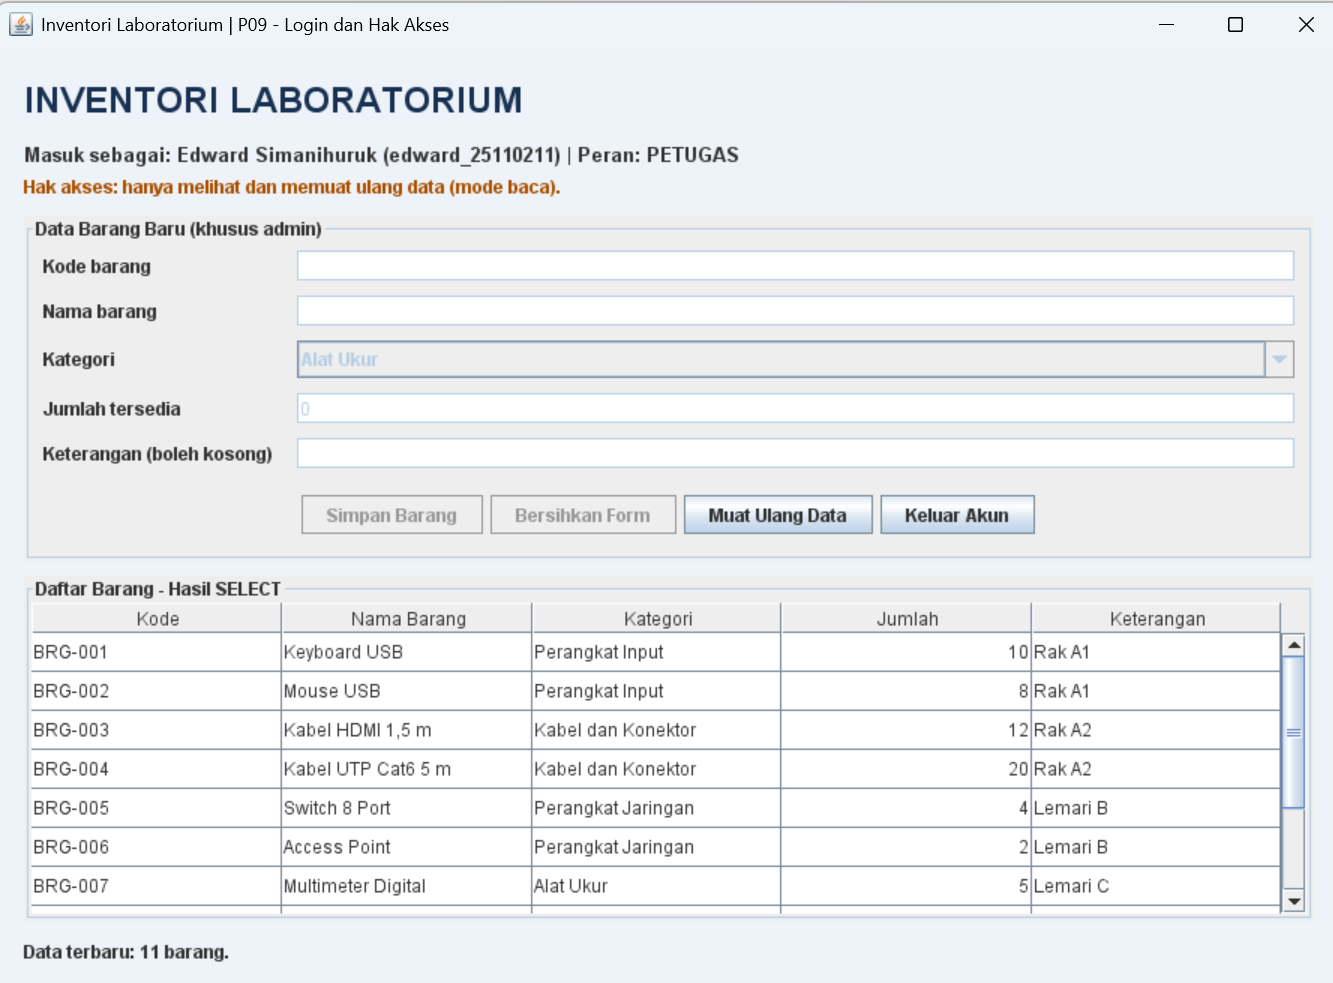 Inventori Laboratorium | P09 - Login dan Hak Akses
INVENTORI LABORATORIUM
Masuk sebagai: Edward Simanihuruk (edward_25110211) | Peran: PETUGAS
Hak akses: hanya melihat dan memuat ulang data (mode baca).
Data Barang Baru (khusus admin)
Kode barang
Nama barang
Kategori Alat Ukur
Jumlah tersedia 0
Keterangan (boleh kosong)
Simpan Barang Bersihkan Form Muat Ulang Data Keluar Akun
Daftar Barang - Hasil SELECT
Kode Nama Barang Kategori Jumlah Keterangan
BRG-001 Keyboard USB Perangkat Input 10 Rak A1
BRG-002 Mouse USB Perangkat Input 8 Rak A1
BRG-003 Kabel HDMI 1,5 m Kabel dan Konektor 12 Rak A2
BRG-004 Kabel UTP Cat6 5 m Kabel dan Konektor 20 Rak A2
BRG-005 Switch 8 Port Perangkat Jaringan 4 Lemari B
BRG-006 Access Point Perangkat Jaringan 2 Lemari B
BRG-007 Multimeter Digital Alat Ukur 5 Lemari C
Data terbaru: 11 barang.